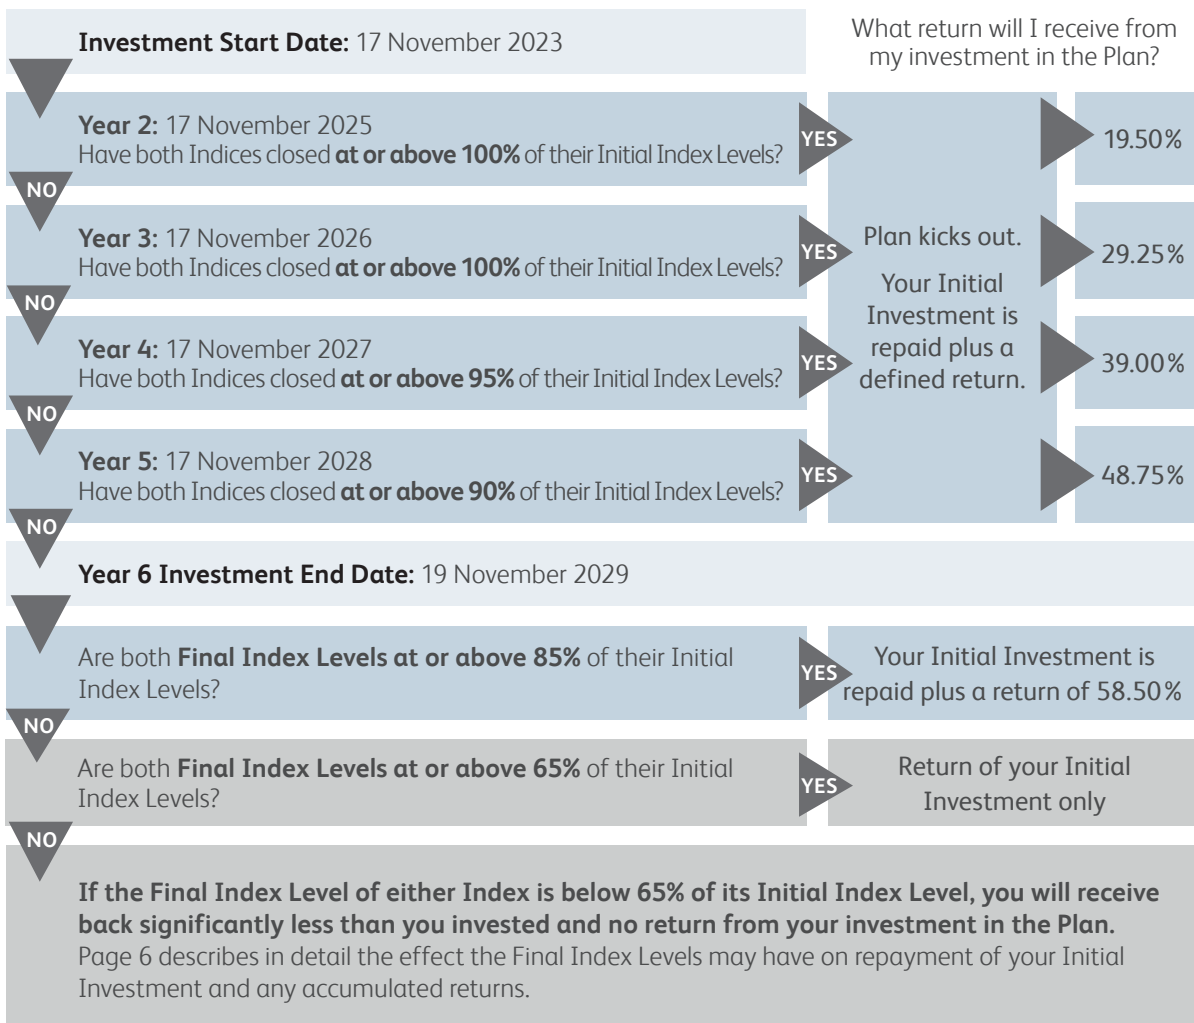 Investment Start Date: 17 November 2023
What return will I receive from
my investment in the Plan?
Year 2: 17 November 2025
Have both Indices closed at or above 100% of their Initial Index Levels?
YES
19.50%
NO
Year 3: 17 November 2026
Have both Indices closed at or above 100% of their Initial Index Levels?
YES
Plan kicks out.
Your Initial
Investment is
repaid plus a
defined return.
29.25%
NO
Year 4: 17 November 2027
Have both Indices closed at or above 95% of their Initial Index Levels?
YES
39.00%
NO
Year 5: 17 November 2028
Have both Indices closed at or above 90% of their Initial Index Levels?
YES
48.75%
NO
Year 6 Investment End Date: 19 November 2029
Are both Final Index Levels at or above 85% of their Initial
Index Levels?
YES
Your Initial Investment is
repaid plus a return of 58.50%
NO
Are both Final Index Levels at or above 65% of their Initial
Index Levels?
YES
Return of your Initial
Investment only
NO
If the Final Index Level of either Index is below 65% of its Initial Index Level, you will receive
back significantly less than you invested and no return from your investment in the Plan.
Page 6 describes in detail the effect the Final Index Levels may have on repayment of your Initial
Investment and any accumulated returns.